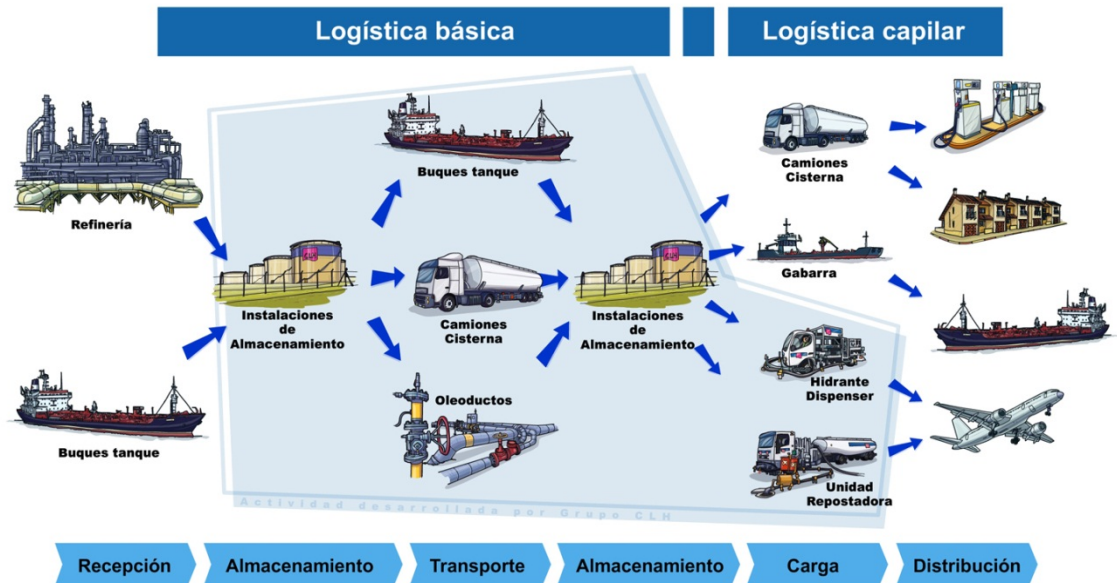 Logística básica
Logística capilar
Refinería
Buques tanque
Camiones
Cisterna
Gabarra
Instalaciones
de
Almacenamiento
Camiones
Cisterna
Instalaciones
de
Almacenamiento
Hidrante
Dispenser
Buques tanque
Oleoductos
Unidad
Repostadora
Actividad desarrollada por Grupo CLH
Recepción
Almacenamiento
Transporte
Almacenamiento
Carga
Distribución